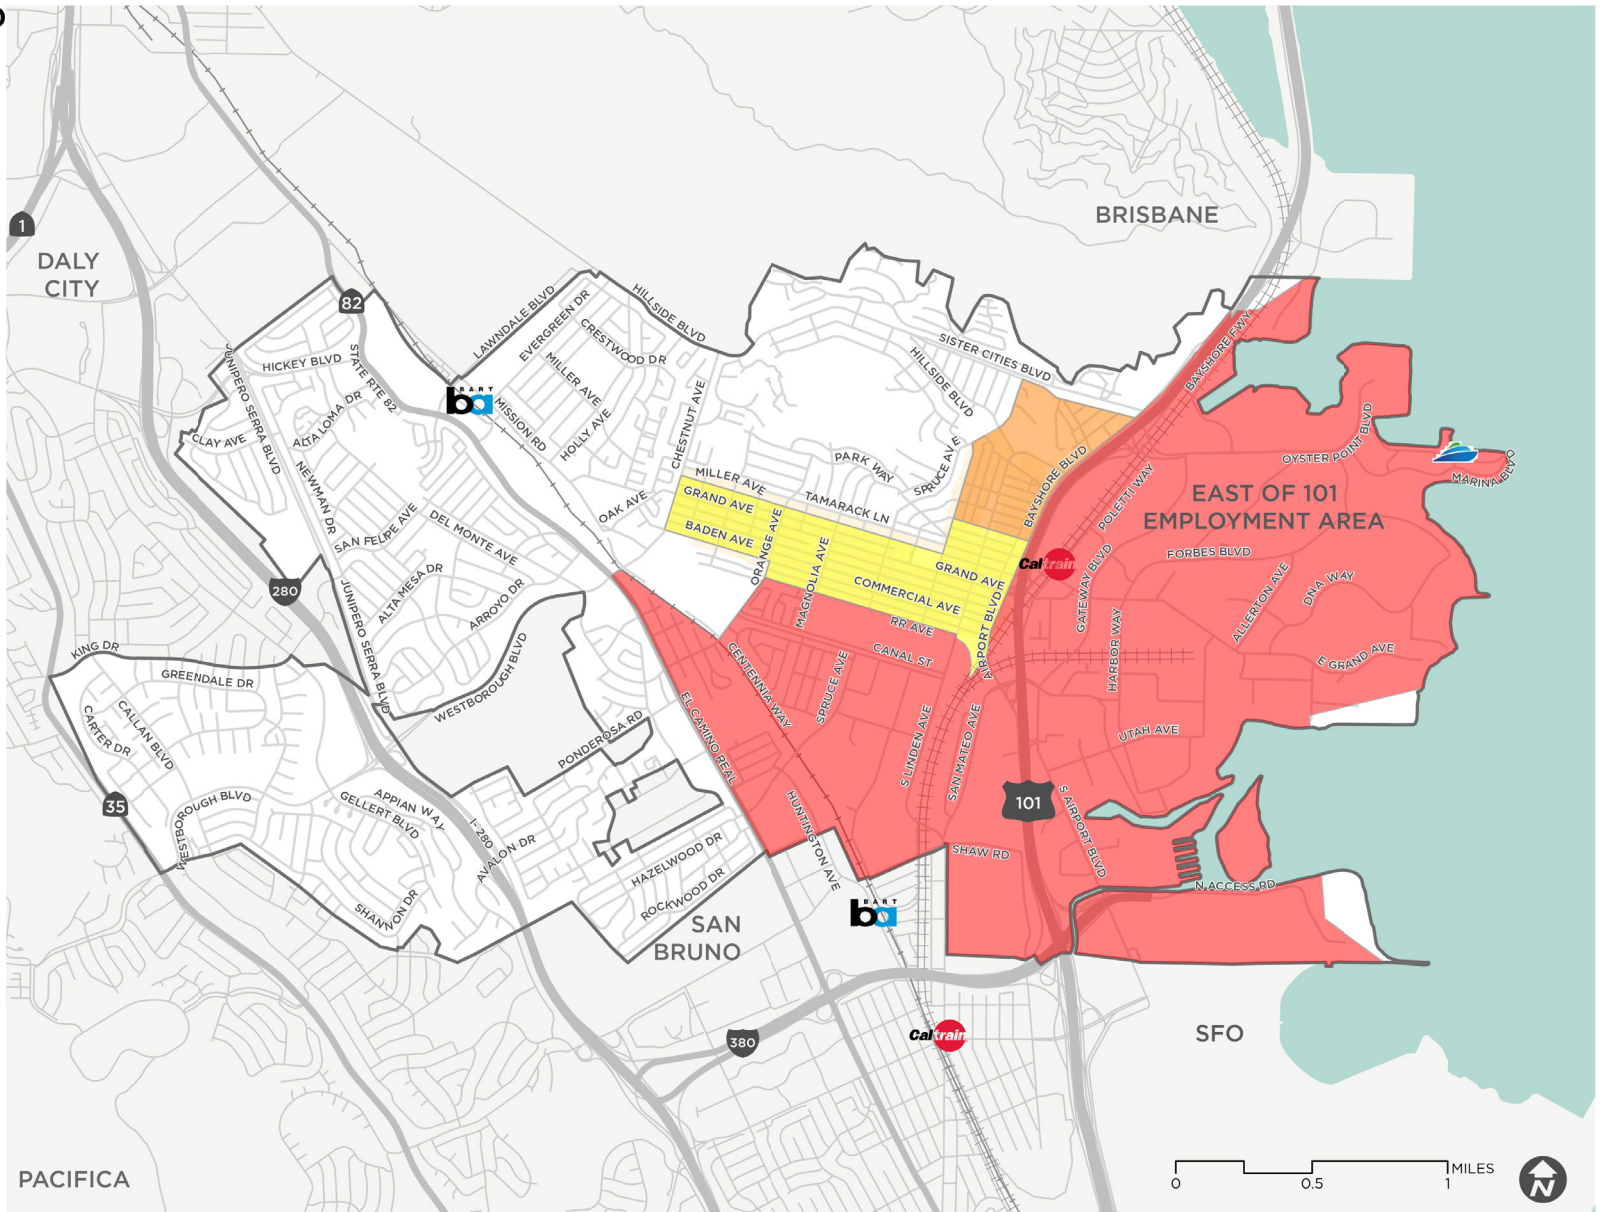 BRISBANE
1
DALY
CITY
82
LAWNDALE BLVD
HILLSIDE BLVD
EVERGREEN DR
CRESTWOOD DR
BAYSHORE FWY
SISTER CITIES BLVD
JUNIPERO SERRA BLVD
HICKEY BLVD
STATE RTE 82
MILLER AVE
HILLSIDE BLVD
BART
ba
MISSION RD
HOLLY AVE
CHESTNUT AVE
ALTA LOMA DR
CLAY AVE
OYSTER POINT BLVD
PARK WAY
SPRUCE AVE
BAYSHORE BLVD
POLETTI WAY
MARINA BLVD
MILLER AVE
GRAND AVE
TAMARACK LN
EAST OF 101
EMPLOYMENT AREA
NEWMAN DR
OAK AVE
SAN FELIPE AVE
DEL MONTE AVE
BADEN AVE
ORANGE AVE
MAGNOLIA AVE
Caltrain
GATEWAY BLVD
FORBES BLVD
280
ALTA MESA DR
ARROYO DR
JUNIPERO SERRA BLVD
GRAND AVE
COMMERCIAL AVE
AIRPORT BLVD
ALLERTON AVE
DNA WAY
RR AVE
HARBOR WAY
KING DR
GREENDALE DR
WESTBOROUGH BLVD
CENTENNIA WAY
CANAL ST
E GRAND AVE
SPRUCE AVE
CARTER DR
CALLAN BLVD
PONDEROSA RD
EL CAMINO REAL
S LINDEN AVE
SAN MATEO AVE
UTAH AVE
35
WESTBOROUGH BLVD
APPIAN WAY
GELLERT BLVD
I- 280
AVALON DR
HUNTINGTON AVE
101
S AIRPORT BLVD
HAZELWOOD DR
ROCKWOOD DR
SHAW RD
N ACCESS RD
SHANNON DR
SAN
BRUNO
BART
ba
380
Caltrain
SFO
PACIFICA
MILES
0
0.5
1
N